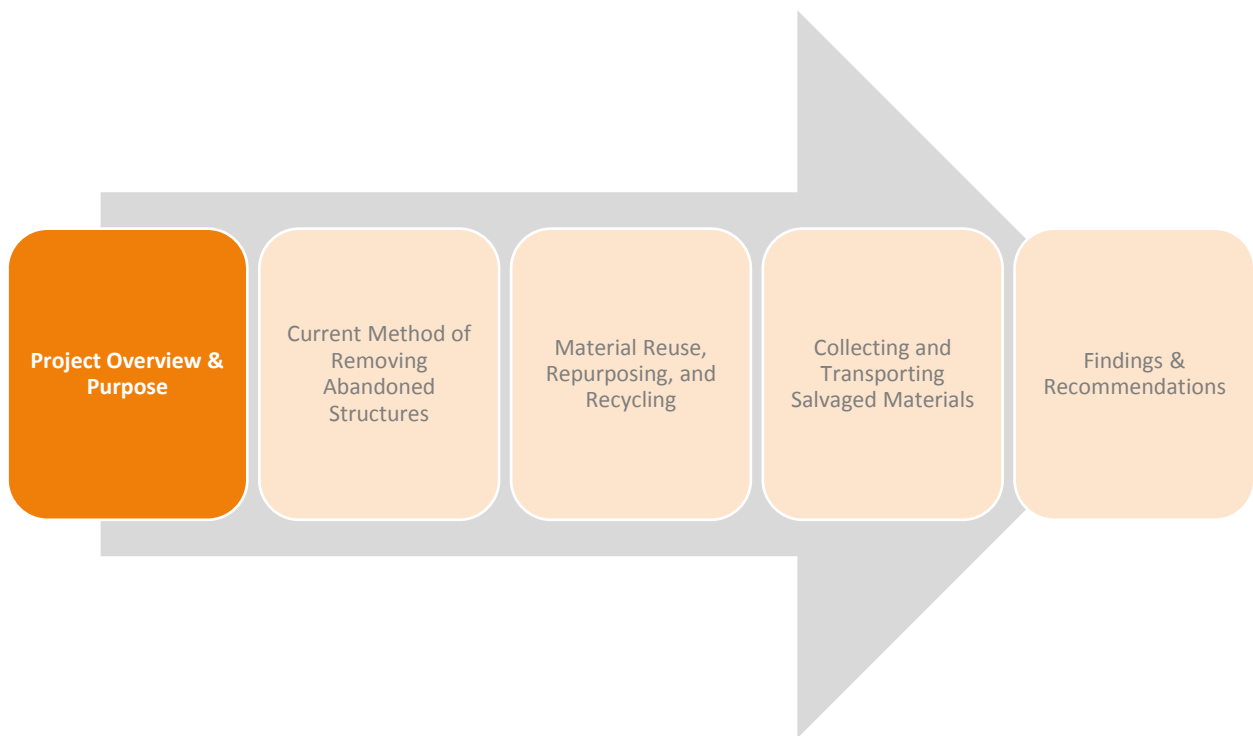 Project Overview &
Purpose
Current Method of
Removing
Abandoned
Structures
Material Reuse,
Repurposing, and
Recycling
Collecting and
Transporting
Salvaged Materials
Findings &
Recommendations